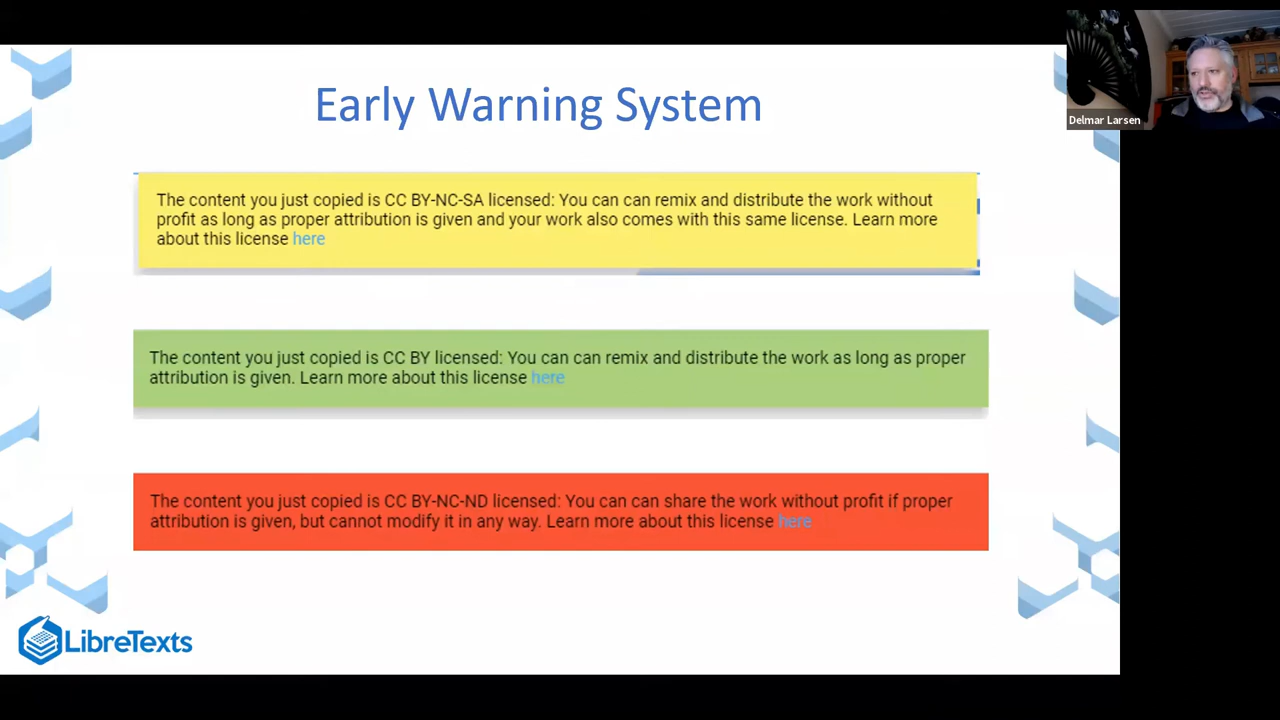 Early Warning System
Delmar Larsen
The content you just copied is CC BY-NC-SA licensed: You can can remix and distribute the work without
profit as long as proper attribution is given and your work also comes with this same license. Learn more
about this license here
The content you just copied is CC BY licensed: You can can remix and distribute the work as long as proper
attribution is given. Learn more about this license here
The content you just copied is CC BY-NC-ND licensed: You can can share the work without profit if proper
attribution is given, but cannot modify it in any way. Learn more about this license here
LibreTexts